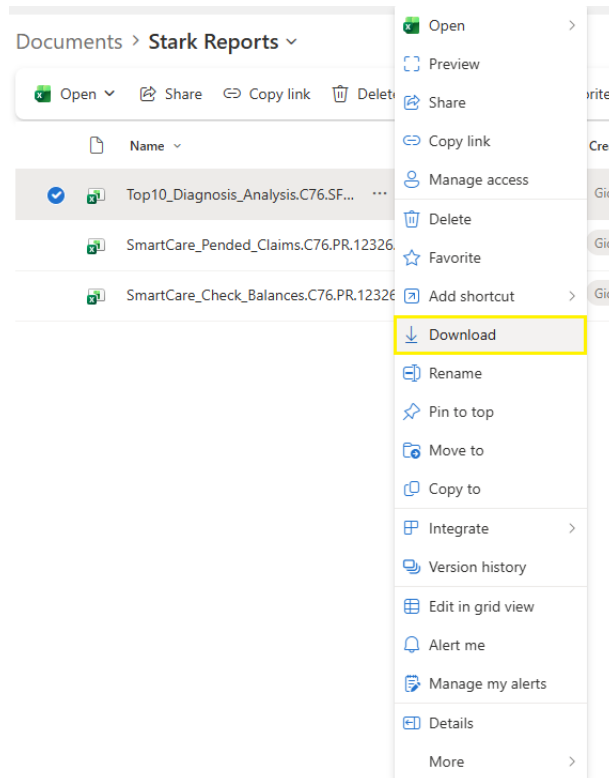 Documents > Stark Reports
Open
Share
Copy link
Delete
Name
Top10_Diagnosis_Analysis.C76.SF... ···
SmartCare_Pended_Claims.C76.PR.12326.
SmartCare_Check_Balances.C76.PR.12326
Open
Preview
Share
Copy link
Manage access
Delete
Favorite
Add shortcut
Download
Rename
Pin to top
Move to
Copy to
Integrate
Version history
Edit in grid view
Alert me
Manage my alerts
Details
More